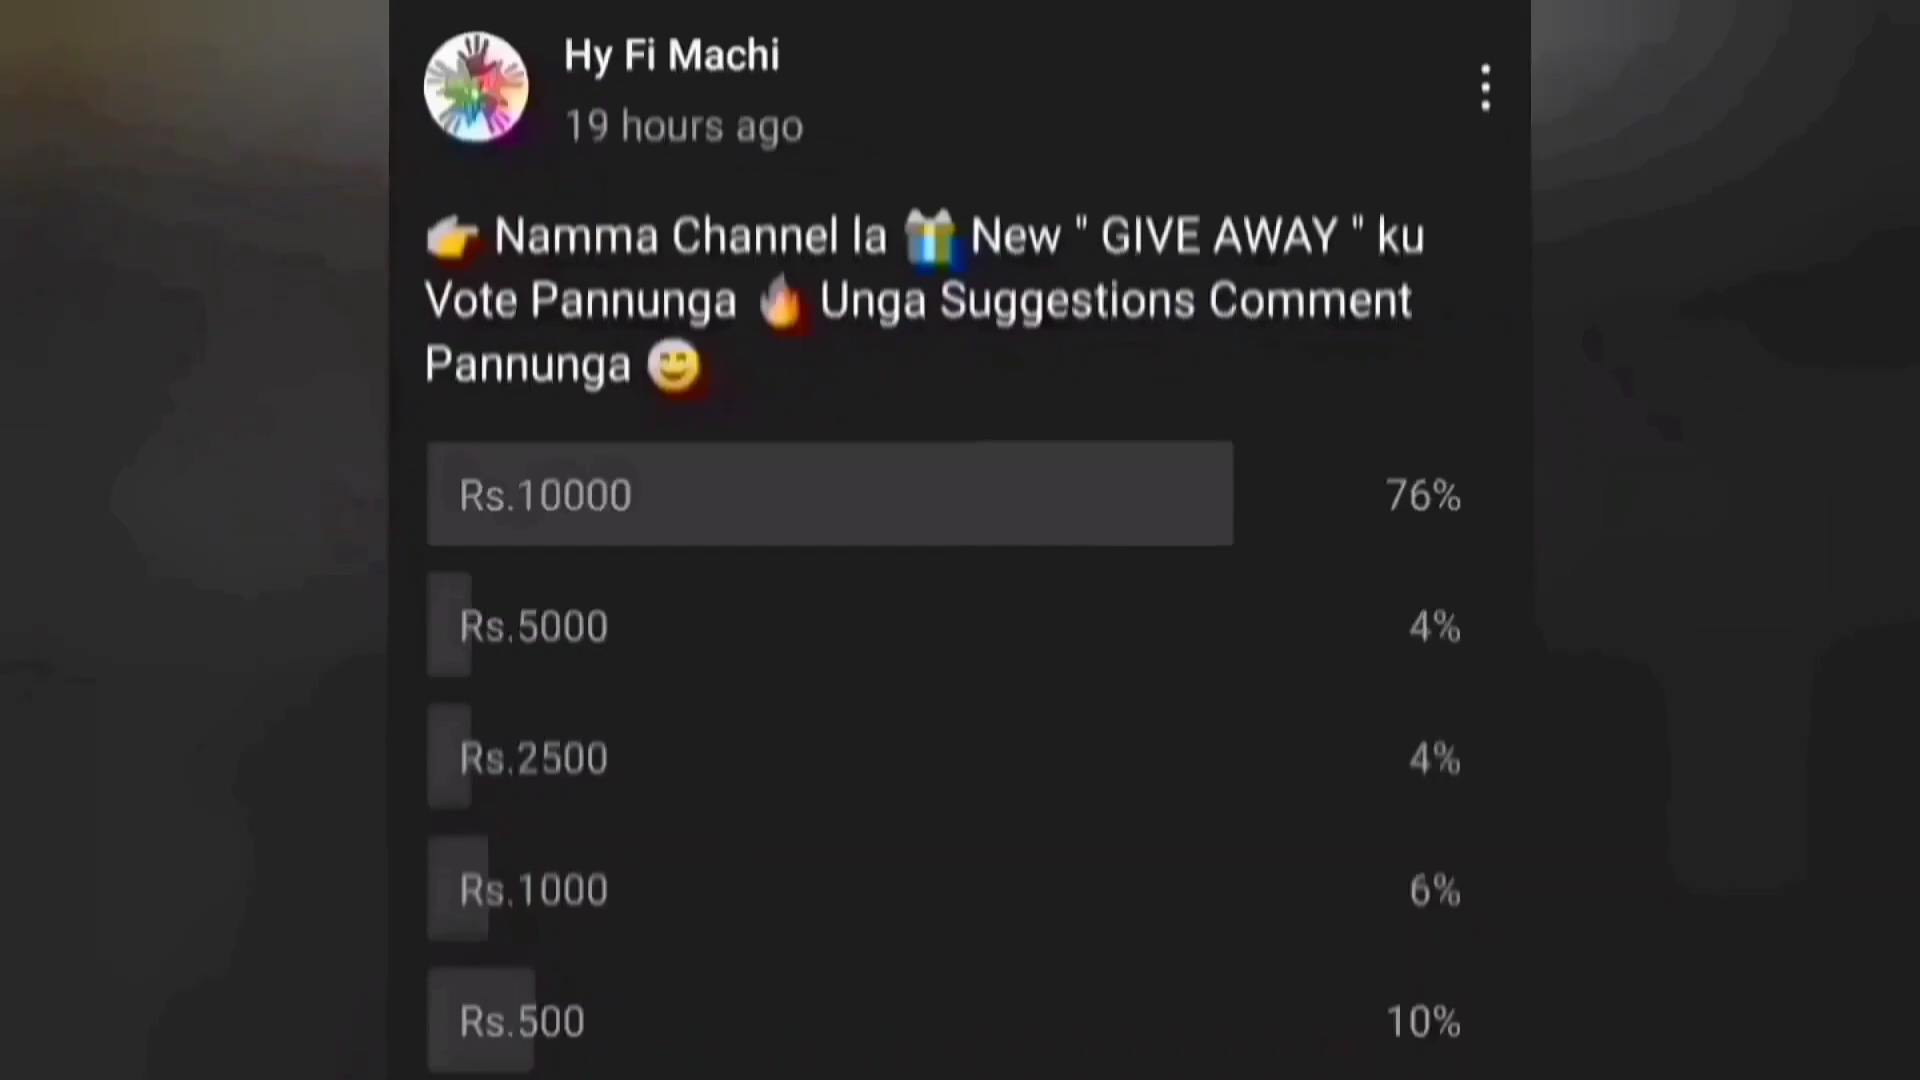 Hy Fi Machi
19 hours ago
👉 Namma Channel la 🎁 New " GIVE AWAY " ku
Vote Pannunga 🔥 Unga Suggestions Comment
Pannunga 😄
Rs.10000 76%
Rs.5000 4%
Rs.2500 4%
Rs.1000 6%
Rs.500 10%